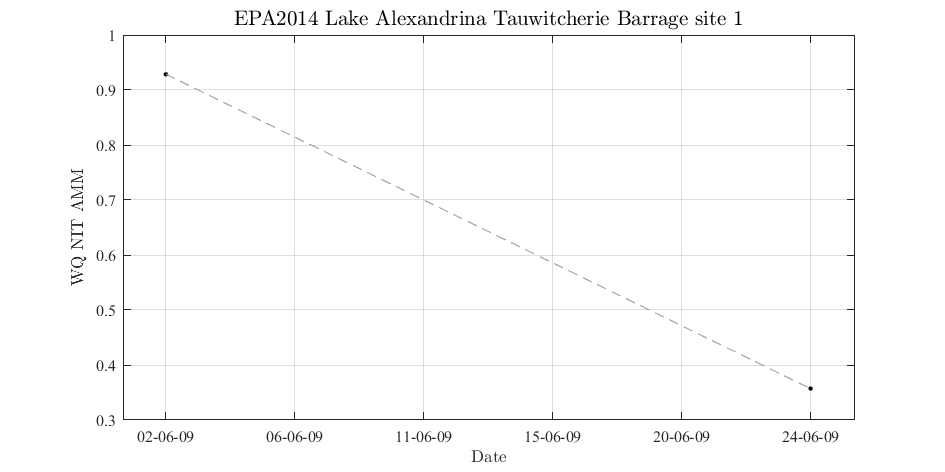 EPA2014 Lake Alexandrina Tauwitcherie Barrage site 1
1
0.9
0.8
0.7
0.6
0.5
0.4
0.3
WQ NIT AMM
02-06-09 06-06-09 11-06-09 15-06-09 20-06-09 24-06-09
Date